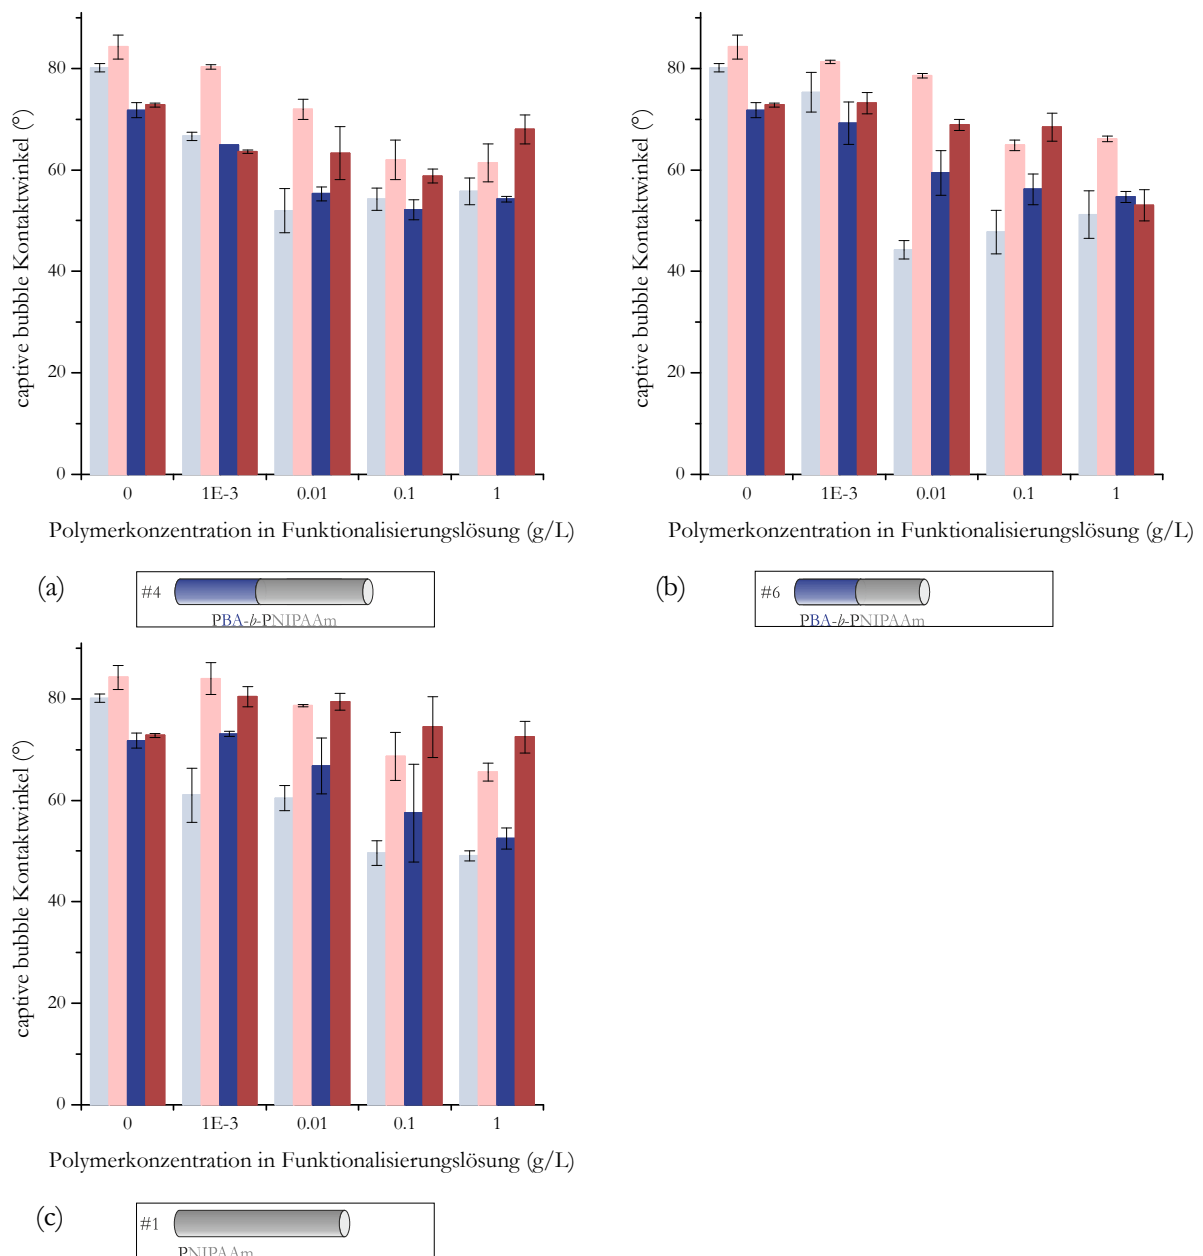 captive bubble Kontaktwinkel (°)
80
60
40
20
0
0 1E-3 0.01 0.1 1
Polymerkonzentration in Funktionalisierungslösung (g/L)
(a)
#4
PBA-b-PNIPAAm
captive bubble Kontaktwinkel (°)
80
60
40
20
0
0 1E-3 0.01 0.1 1
Polymerkonzentration in Funktionalisierungslösung (g/L)
(b)
#6
PBA-b-PNIPAAm
captive bubble Kontaktwinkel (°)
80
60
40
20
0
0 1E-3 0.01 0.1 1
Polymerkonzentration in Funktionalisierungslösung (g/L)
(c)
#1
PNIPAAm